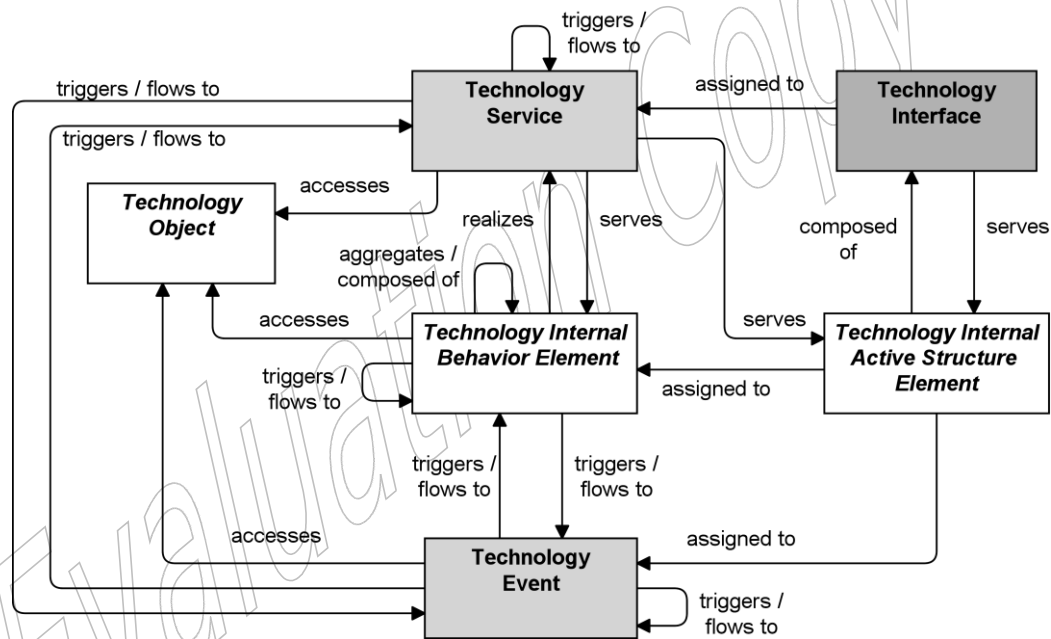 triggers /
flows to
triggers / flows to
Technology
Service
assigned to
Technology
Interface
triggers / flows to
accesses
Technology
Object
realizes
serves
composed
of
serves
aggregates /
composed of
accesses
Technology Internal
Behavior Element
serves
Technology Internal
Active Structure
Element
triggers /
flows to
assigned to
triggers /
flows to
triggers /
flows to
accesses
Technology
Event
assigned to
triggers /
flows to
Evaluation Copy